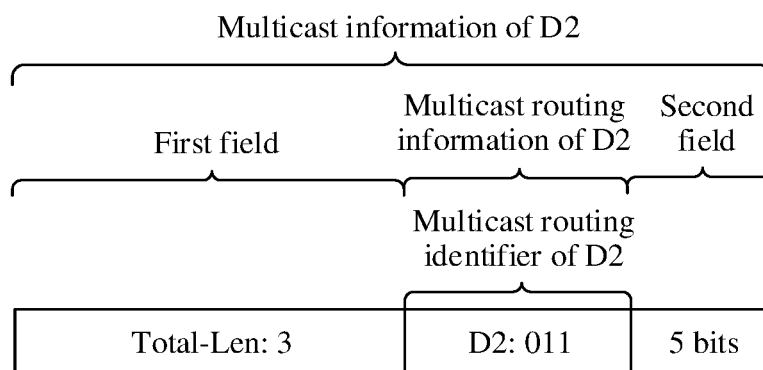 Multicast information of D2
First field
Multicast routing
information of D2
Second
field
Multicast routing
identifier of D2
Total-Len: 3
D2: 011
5 bits